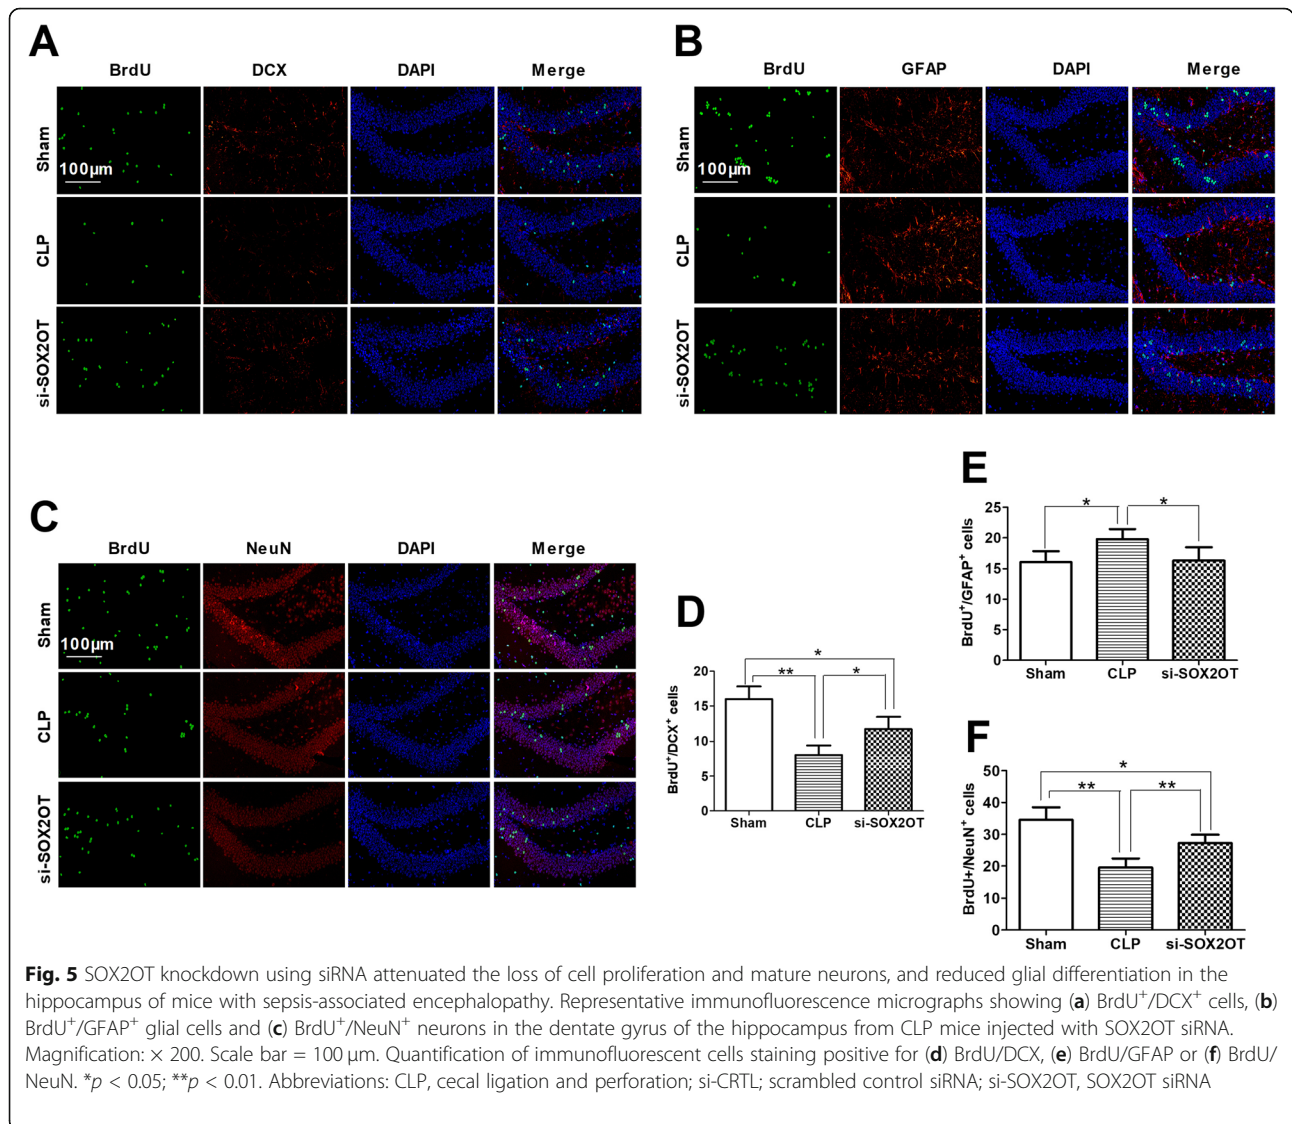 A
BrdU DCX DAPI Merge
Sham
100µm
CLP
si-SOX2OT
B
BrdU GFAP DAPI Merge
Sham
100µm
CLP
si-SOX2OT
C
BrdU NeuN DAPI Merge
Sham
100µm
CLP
si-SOX2OT
D
BrdU⁺/DCX⁺ cells
20
15
10
5
0
*
** *
Sham CLP si-SOX2OT
E
BrdU⁺/GFAP⁺ cells
25
20
15
10
5
0
* *
Sham CLP si-SOX2OT
F
BrdU+/NeuN⁺ cells
50
40
30
20
10
0
*
** **
Sham CLP si-SOX2OT
Fig. 5 SOX2OT knockdown using siRNA attenuated the loss of cell proliferation and mature neurons, and reduced glial differentiation in the
hippocampus of mice with sepsis-associated encephalopathy. Representative immunofluorescence micrographs showing (a) BrdU⁺/DCX⁺ cells, (b)
BrdU⁺/GFAP⁺ glial cells and (c) BrdU⁺/NeuN⁺ neurons in the dentate gyrus of the hippocampus from CLP mice injected with SOX2OT siRNA.
Magnification: × 200. Scale bar = 100 µm. Quantification of immunofluorescent cells staining positive for (d) BrdU/DCX, (e) BrdU/GFAP or (f) BrdU/
NeuN. *p < 0.05; **p < 0.01. Abbreviations: CLP, cecal ligation and perforation; si-CRTL; scrambled control siRNA; si-SOX2OT, SOX2OT siRNA